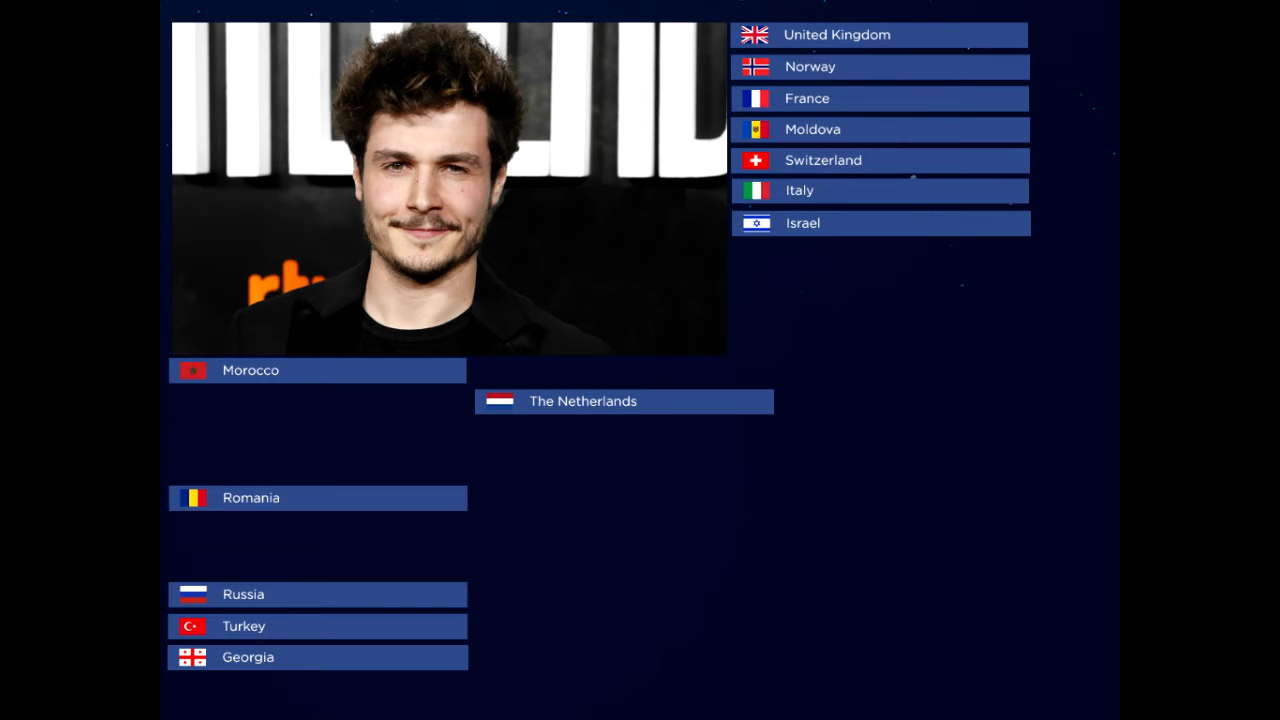 United Kingdom
Norway
France
Moldova
Switzerland
Italy
Israel
Morocco
The Netherlands
Romania
Russia
Turkey
Georgia